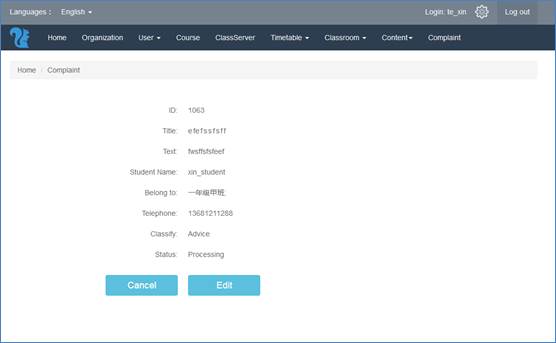 Languages : English Login: te_xin Log out
Home Organization User Course ClassServer Timetable Classroom Content Complaint
Home / Complaint
ID: 1063
Title: efefssfsff
Text: fwsffsfsfeef
Student Name: xin_student
Belong to: 一年级甲班;
Telephone: 13681211288
Classify: Advice
Status: Processing
Cancel Edit